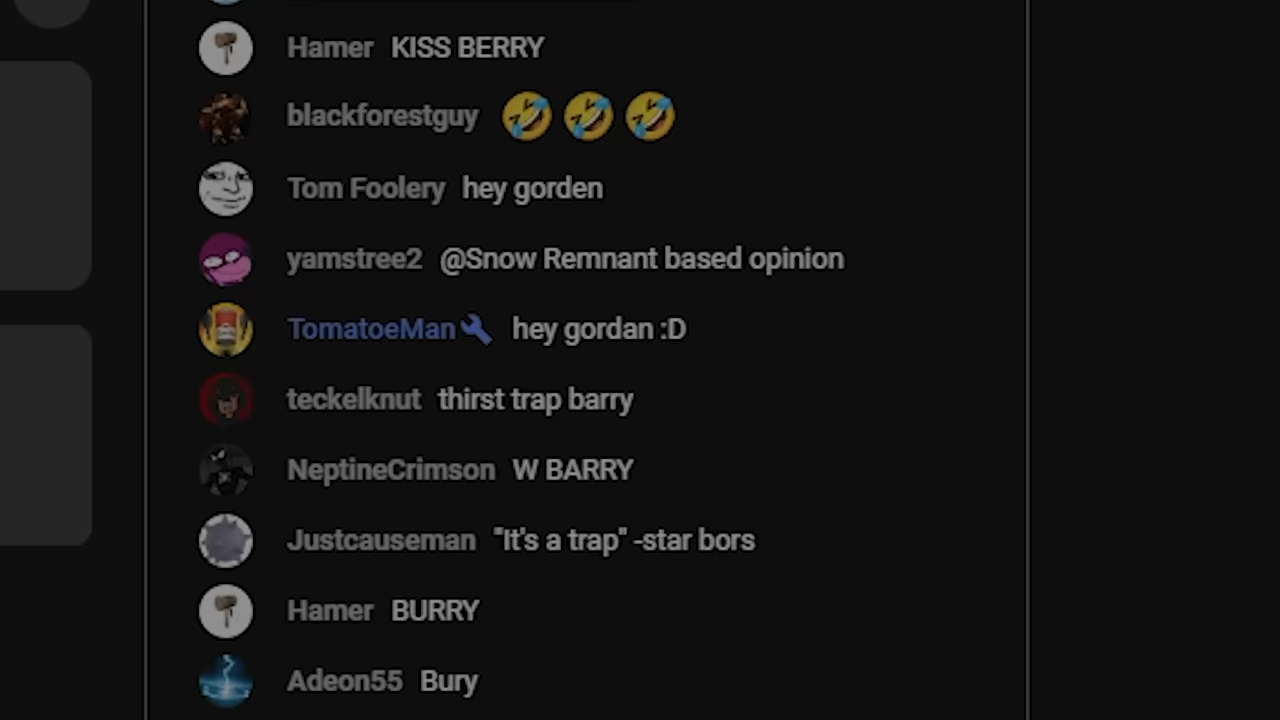 Hamer KISS BERRY
blackforestguy 🤣 🤣 🤣
Tom Foolery hey gorden
yamstree2 @Snow Remnant based opinion
TomatoeMan hey gordan :D
teckelknut thirst trap barry
NeptineCrimson W BARRY
Justcauseman "It's a trap" -star bors
Hamer BURRY
Adeon55 Bury